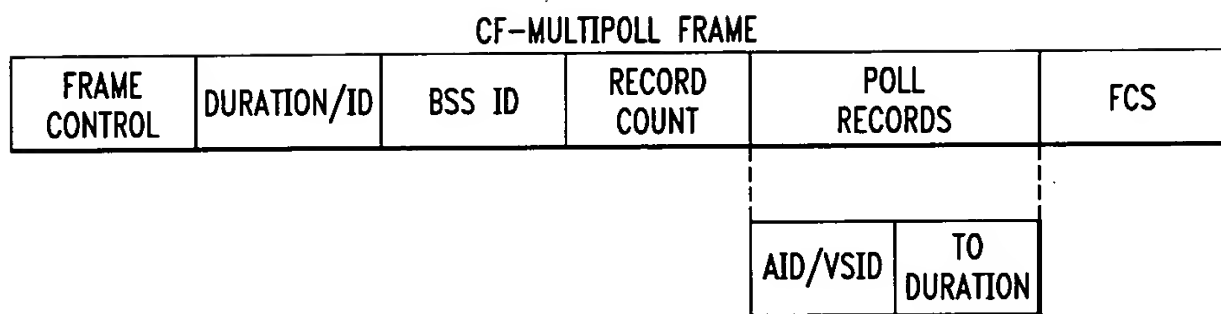 CF-MULTIPOLL FRAME
FRAME CONTROL
DURATION/ID
BSS ID
RECORD COUNT
POLL RECORDS
FCS
AID/VSID
TO DURATION